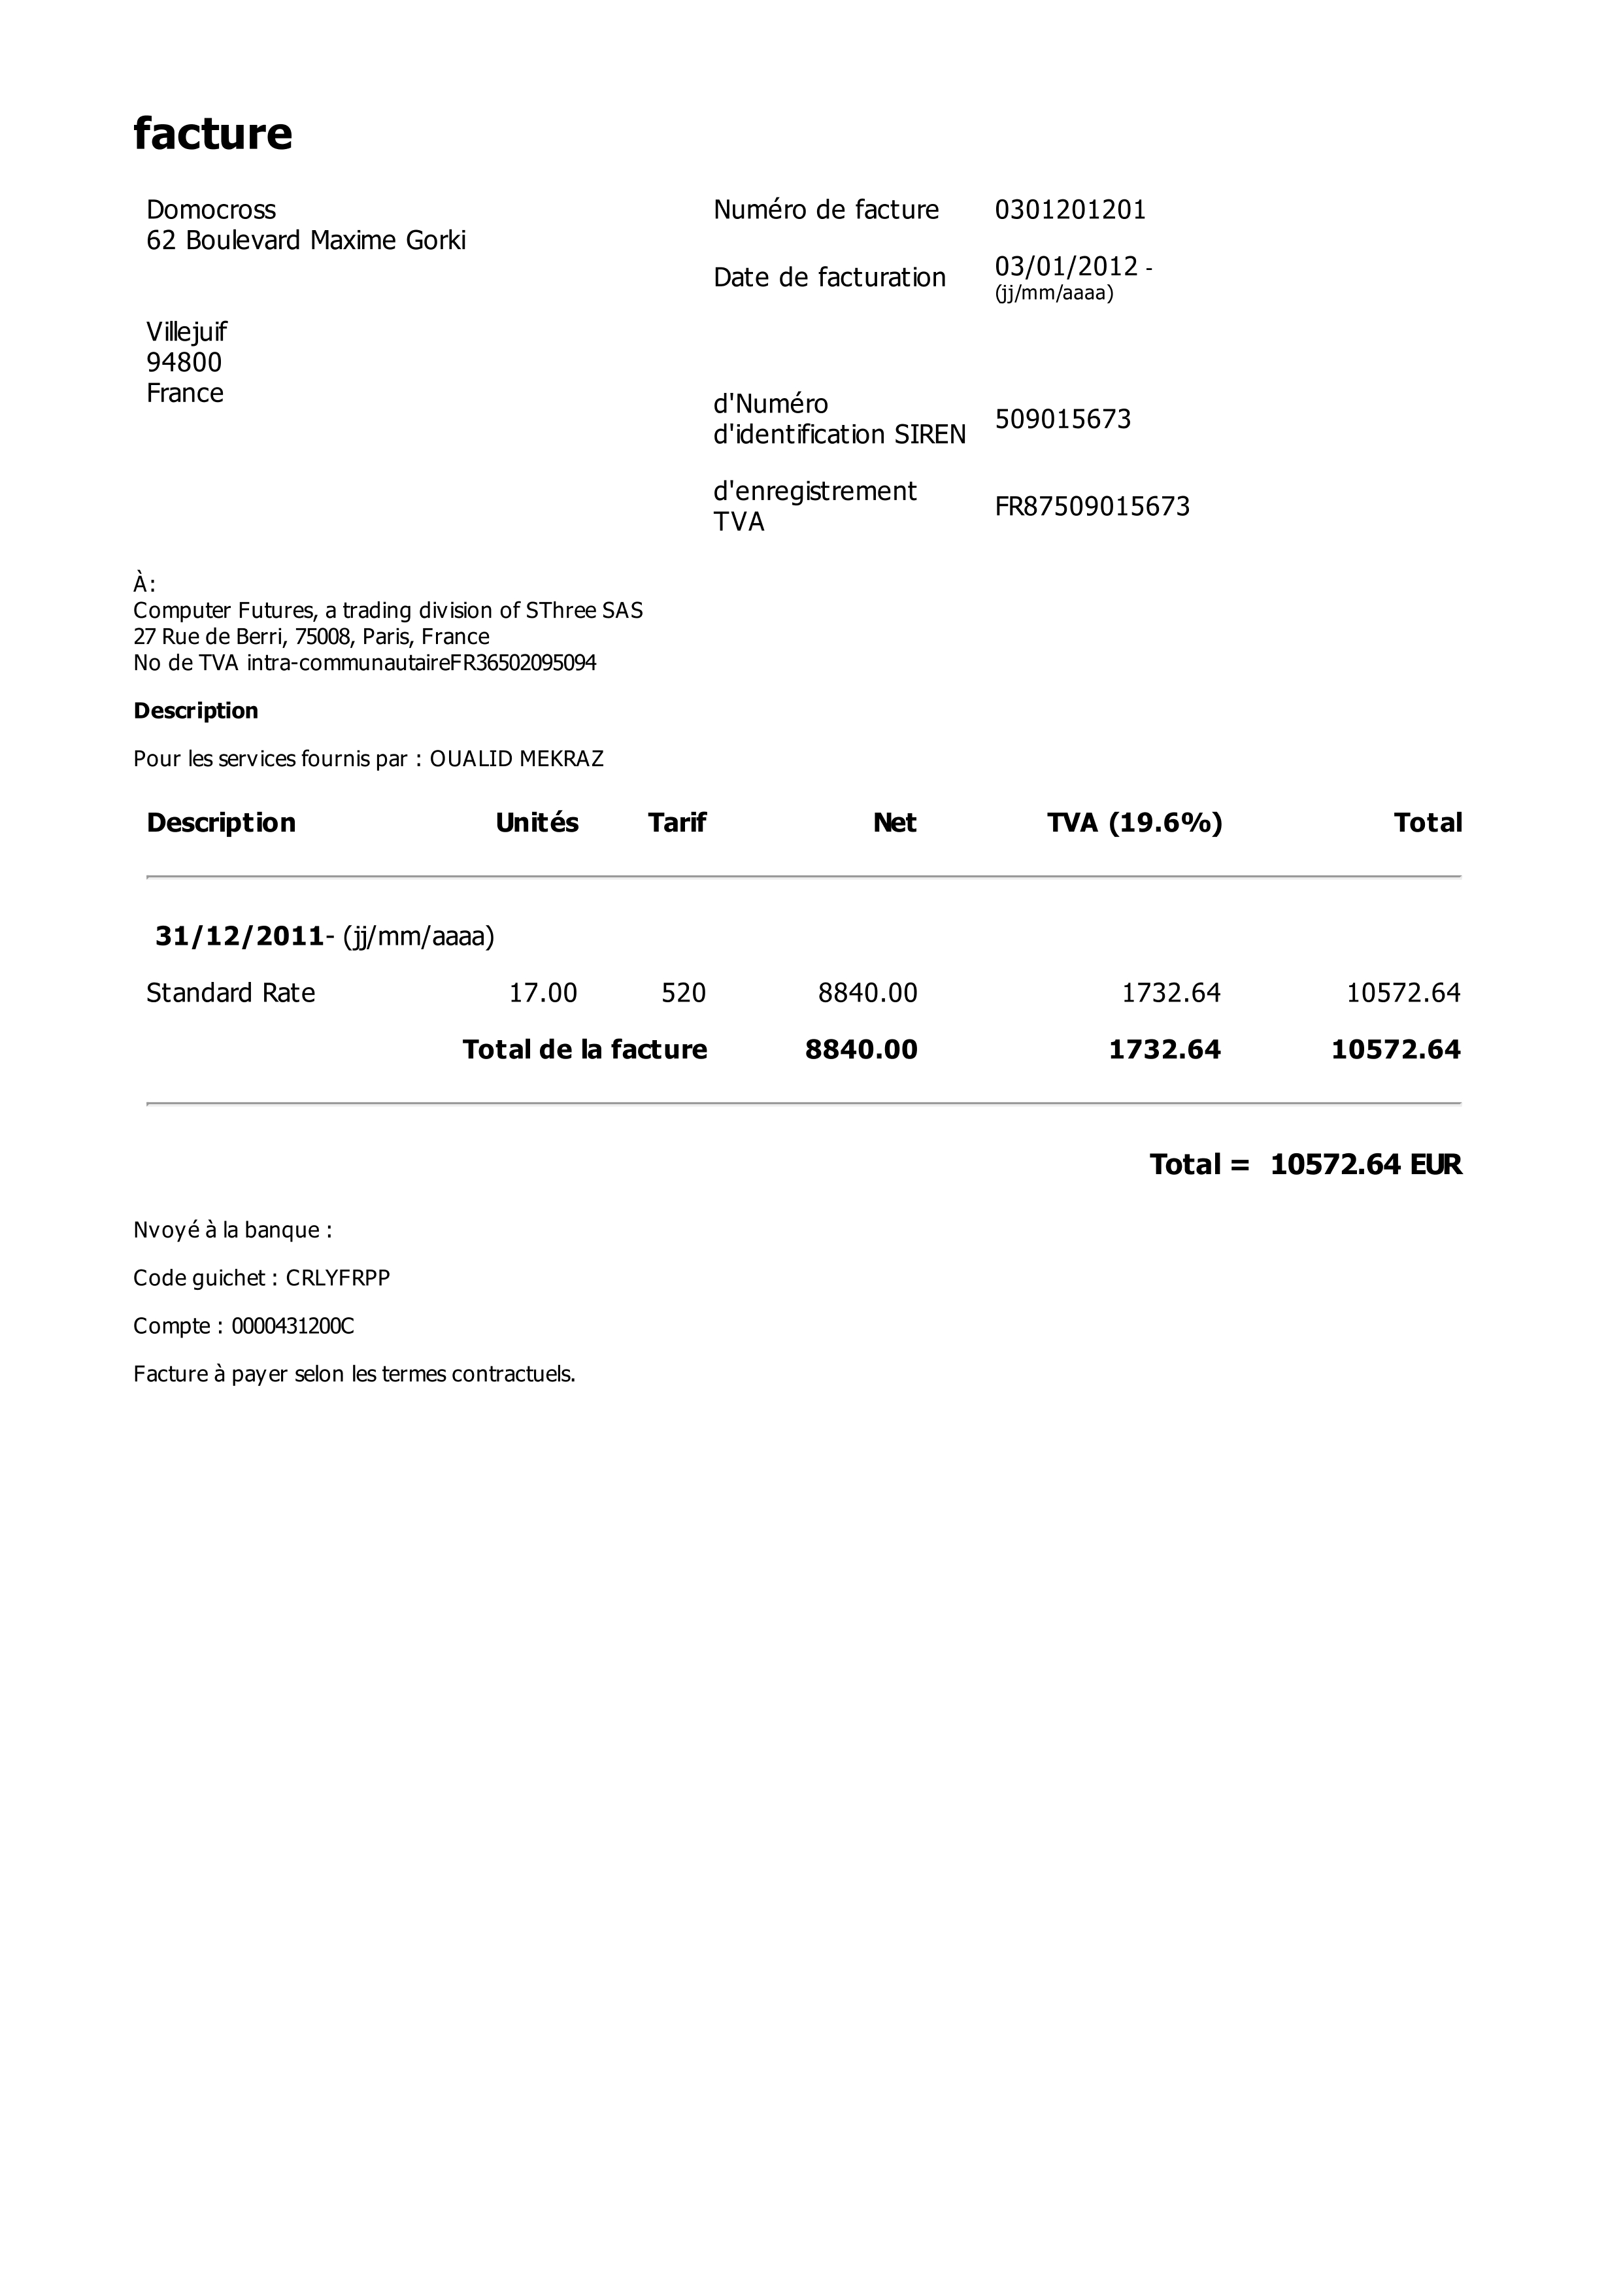 facture
Domocross
62 Boulevard Maxime Gorki
Villejuif
94800
France
Numéro de facture 0301201201
Date de facturation 03/01/2012 -
(jj/mm/aaaa)
d'Numéro
d'identification SIREN 509015673
d'enregistrement
TVA FR87509015673
À:
Computer Futures, a trading division of SThree SAS
27 Rue de Berri, 75008, Paris, France
No de TVA intra-communautaireFR36502095094
Description
Pour les services fournis par : OUALID MEKRAZ
Description Unités Tarif Net TVA (19.6%) Total
31/12/2011- (jj/mm/aaaa)
Standard Rate 17.00 520 8840.00 1732.64 10572.64
Total de la facture 8840.00 1732.64 10572.64
Total = 10572.64 EUR
Nvoyé à la banque :
Code guichet : CRLYFRPP
Compte : 0000431200C
Facture à payer selon les termes contractuels.